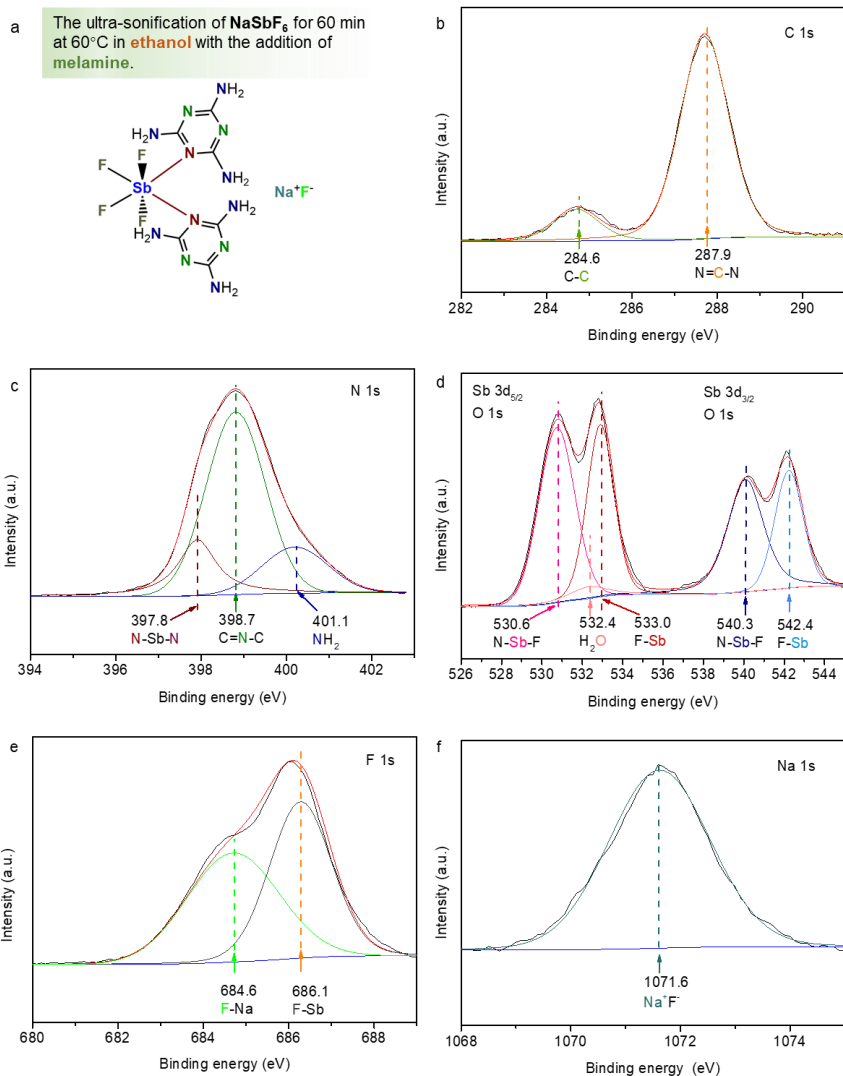 a
The ultra-sonification of NaSbF₆ for 60 min
at 60°C in ethanol with the addition of
melamine.
NH₂
N
N
H₂N
N
NH₂
F
F
Sb
F
F
Na⁺F⁻
N
NH₂
H₂N
N
N
NH₂
b
C 1s
Intensity (a.u.)
284.6
C-C
287.9
N=C-N
282 284 286 288 290
Binding energy (eV)
c
N 1s
Intensity (a.u.)
397.8
N-Sb-N
398.7
C=N-C
401.1
NH₂
394 396 398 400 402
Binding energy (eV)
d
Sb 3d₅/₂
O 1s
Sb 3d₃/₂
O 1s
Intensity (a.u.)
530.6
N-Sb-F
532.4
H₂O
533.0
F-Sb
540.3
N-Sb-F
542.4
F-Sb
526 528 530 532 534 536 538 540 542 544
Binding energy (eV)
e
F 1s
Intensity (a.u.)
684.6
F-Na
686.1
F-Sb
680 682 684 686 688
Binding energy (eV)
f
Na 1s
Intensity (a.u.)
1071.6
Na⁺F⁻
1068 1070 1072 1074
Binding energy (eV)